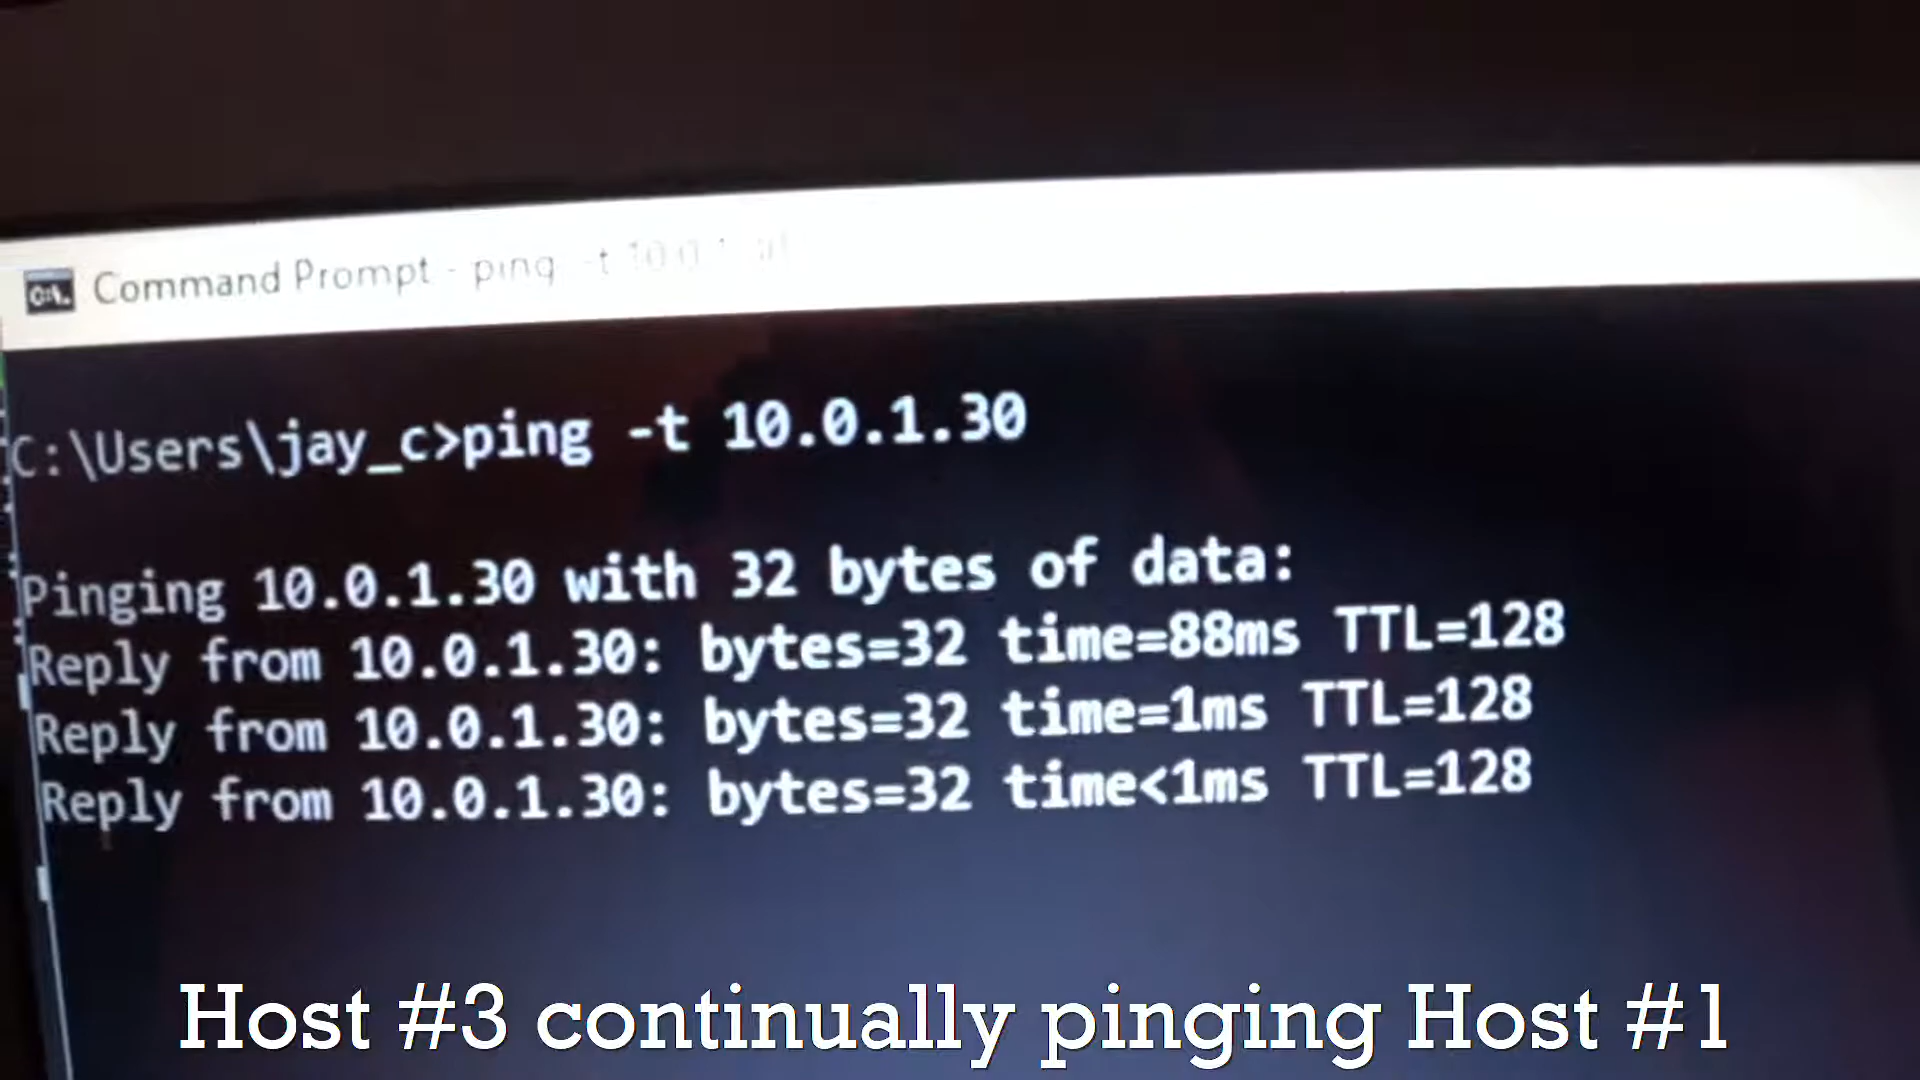 Command Prompt - ping -t 10.0.1
C:\Users\jay_c>ping -t 10.0.1.30
Pinging 10.0.1.30 with 32 bytes of data:
Reply from 10.0.1.30: bytes=32 time=88ms TTL=128
Reply from 10.0.1.30: bytes=32 time=1ms TTL=128
Reply from 10.0.1.30: bytes=32 time<1ms TTL=128
Host #3 continually pinging Host #1